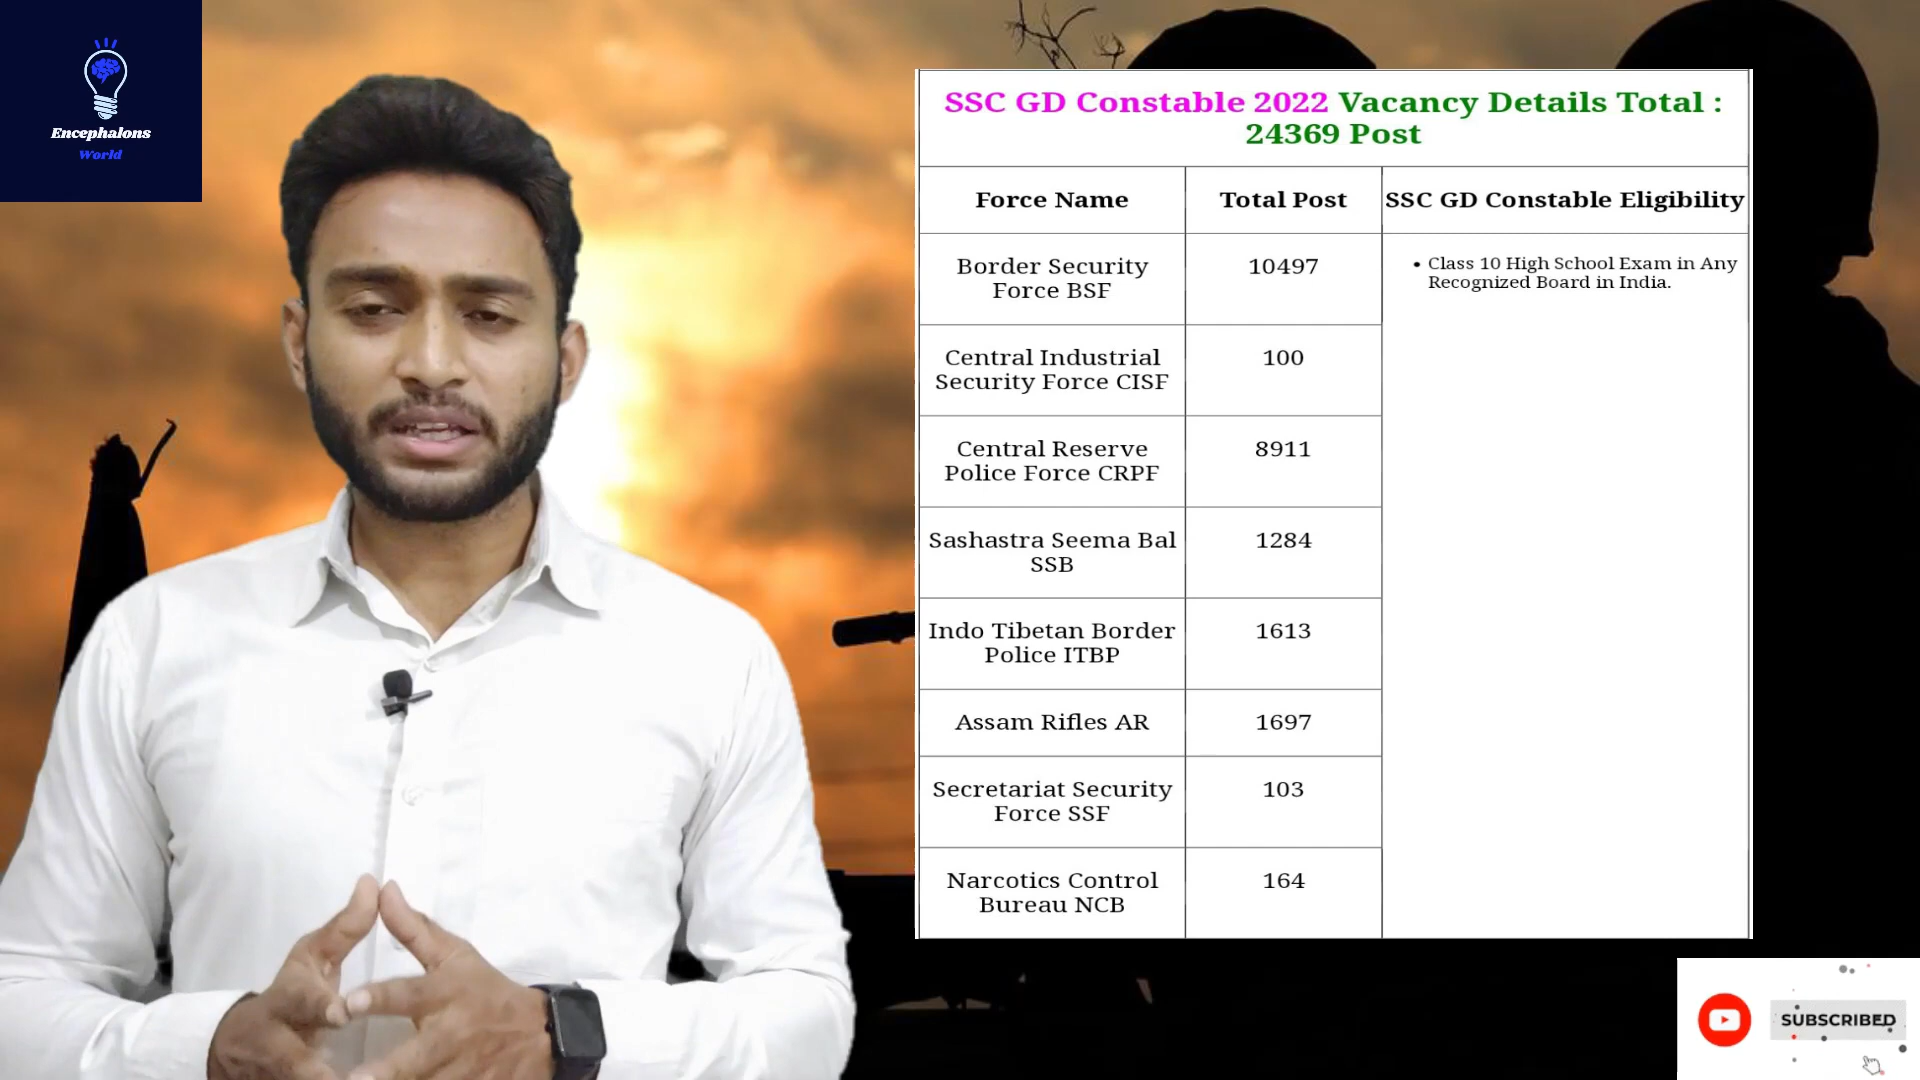 Encephalons
World
SSC GD Constable 2022 Vacancy Details Total :
24369 Post
Force Name Total Post SSC GD Constable Eligibility
Border Security
Force BSF
10497
• Class 10 High School Exam in Any
Recognized Board in India.
Central Industrial
Security Force CISF
100
Central Reserve
Police Force CRPF
8911
Sashastra Seema Bal
SSB
1284
Indo Tibetan Border
Police ITBP
1613
Assam Rifles AR
1697
Secretariat Security
Force SSF
103
Narcotics Control
Bureau NCB
164
SUBSCRIBED